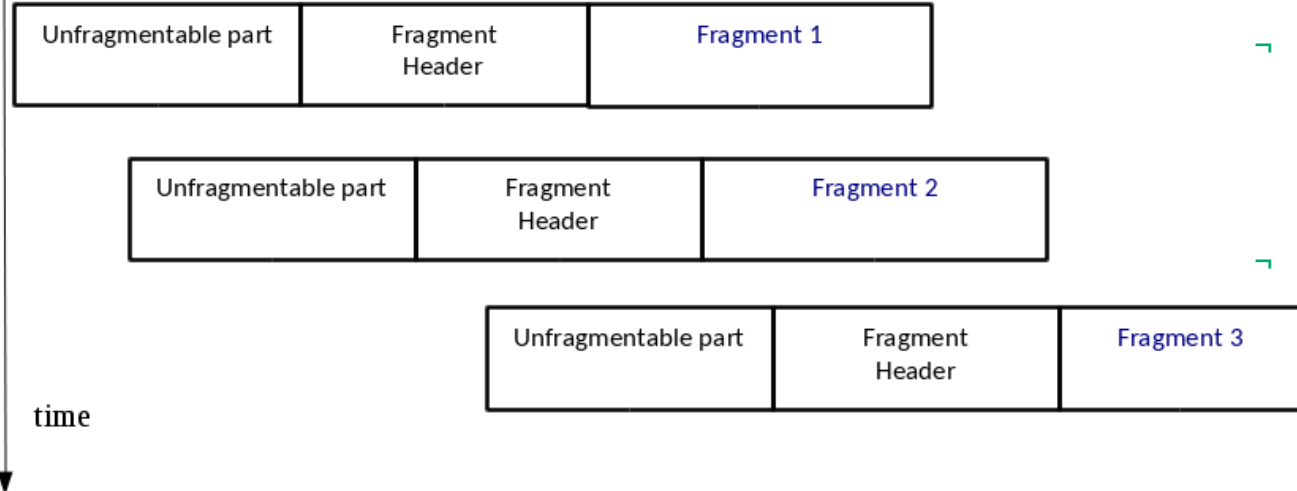 Unfragmentable part
Fragment
Header
Fragment 1
Unfragmentable part
Fragment
Header
Fragment 2
Unfragmentable part
Fragment
Header
Fragment 3
time